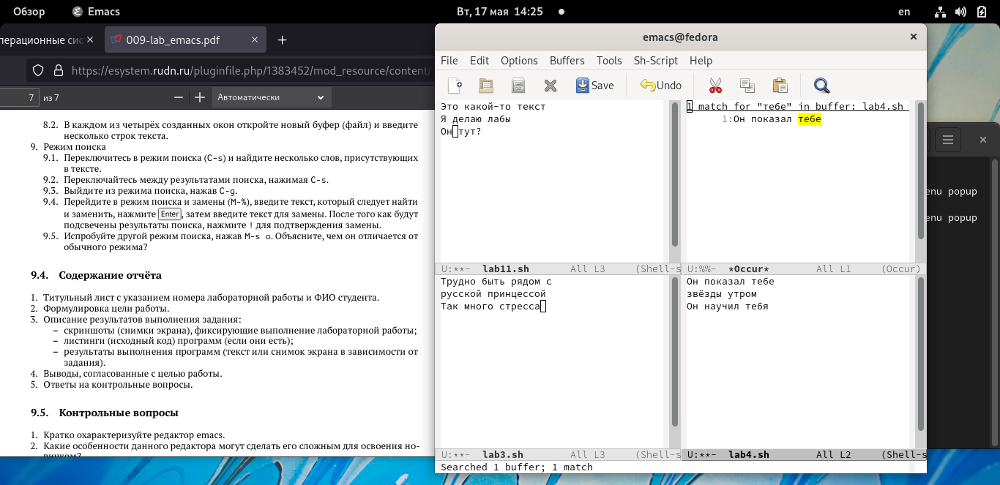 Обзор
Emacs
Вт, 17 мая 14:25
en
перационные сис
009-lab_emacs.pdf
https://esystem.rudn.ru/pluginfile.php/1383452/mod_resource/content/
7
из 7
Автоматически
8.2. В каждом из четырёх созданных окон откройте новый буфер (файл) и введите
несколько строк текста.
9. Режим поиска
9.1. Переключитесь в режим поиска (C-s) и найдите несколько слов, присутствующих
в тексте.
9.2. Переключайтесь между результатами поиска, нажимая C-s.
9.3. Выйдите из режима поиска, нажав C-g.
9.4. Перейдите в режим поиска и замены (M-%), введите текст, который следует найти
и заменить, нажмите Enter, затем введите текст для замены. После того как будут
подсвечены результаты поиска, нажмите ! для подтверждения замены.
9.5. Испробуйте другой режим поиска, нажав M-s o. Объясните, чем он отличается от
обычного режима?
9.4. Содержание отчёта
1. Титульный лист с указанием номера лабораторной работы и ФИО студента.
2. Формулировка цели работы.
3. Описание результатов выполнения задания:
– скриншоты (снимки экрана), фиксирующие выполнение лабораторной работы;
– листинги (исходный код) программ (если они есть);
– результаты выполнения программ (текст или снимок экрана в зависимости от
задания).
4. Выводы, согласованные с целью работы.
5. Ответы на контрольные вопросы.
9.5. Контрольные вопросы
1. Кратко охарактеризуйте редактор emacs.
2. Какие особенности данного редактора могут сделать его сложным для освоения но-
вичком?
emacs@fedora
File Edit Options Buffers Tools Sh-Script Help
Save
Undo
Это какой-то текст
Я делаю лабы
Он тут?
U:**- lab11.sh All L3 (Shell-s
1 match for "тебе" in buffer: lab4.sh
1:Он показал тебе
U:%%- *Occur* All L1 (Occur)
Трудно быть рядом с
русской принцессой
Так много стресса
U:**- lab3.sh All L3 (Shell-s
Он показал тебе
звёзды утром
Он научил тебя
U:**- lab4.sh All L2 (Shell-s
Searched 1 buffer; 1 match
enu popup
enu popup